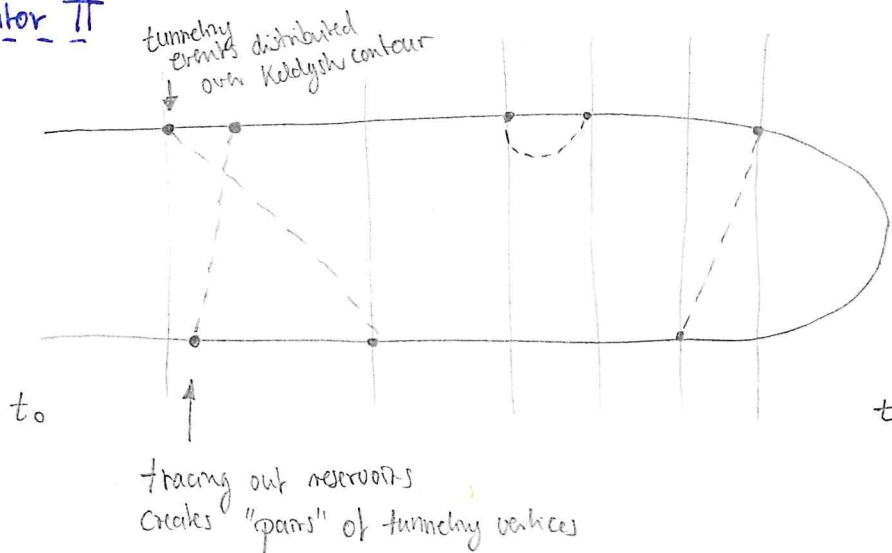 tor Π
tunneling
events distributed
over Keldysh contour
t₀
t
tracing out reservoirs
creates "pairs" of tunneling vertices